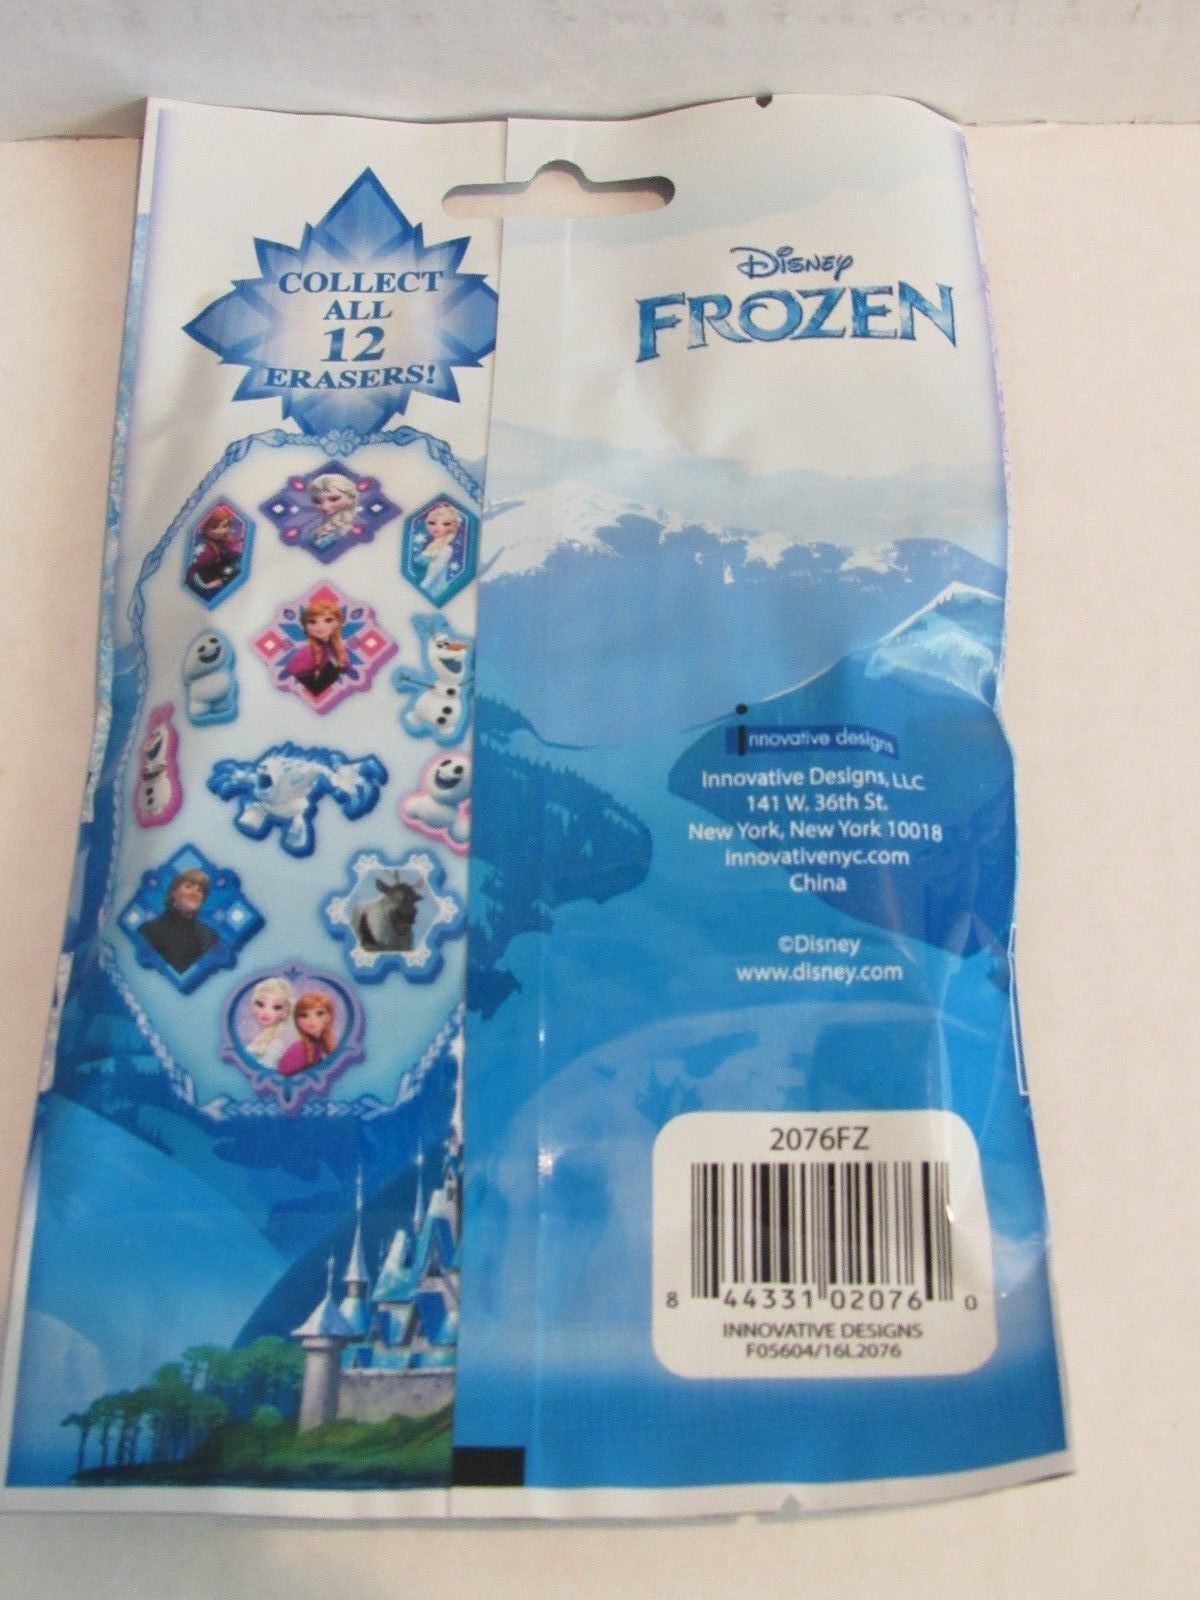 COLLECT
ALL
12
ERASERS!
Disney
FROZEN
innovative designs
Innovative Designs, LLC
141 W. 36th St.
New York, New York 10018
innovativenyc.com
China
©Disney
www.disney.com
2076FZ
8 44331 02076 0
INNOVATIVE DESIGNS
F05604/16L2076